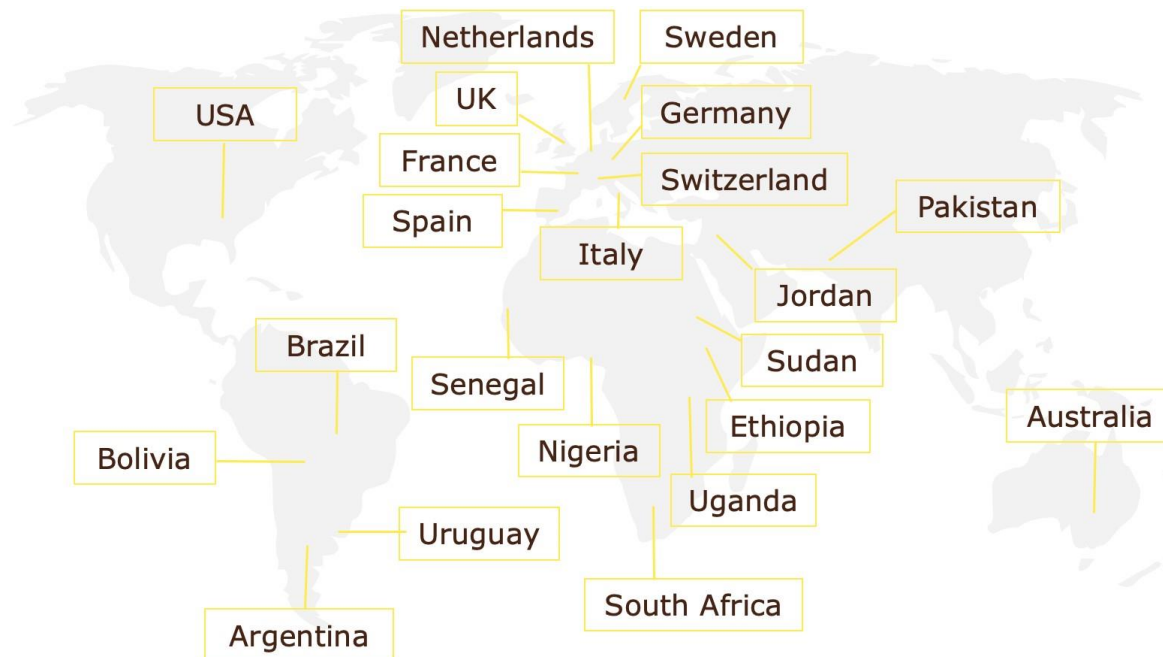 Netherlands
Sweden
UK
Germany
USA
France
Switzerland
Spain
Pakistan
Italy
Jordan
Brazil
Senegal
Sudan
Bolivia
Nigeria
Ethiopia
Australia
Uganda
Uruguay
South Africa
Argentina